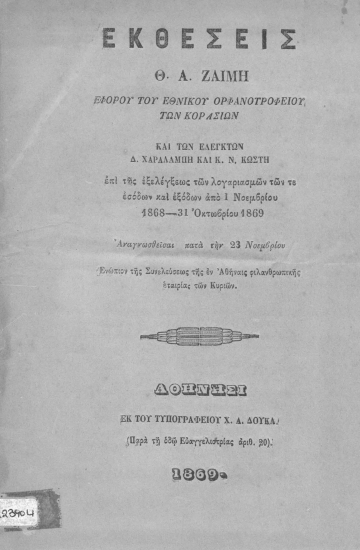 ΕΚΘΕΣΕΙΣ
Θ. Α. ΖΑΙΜΗ
ΕΦΟΡΟΥ ΤΟΥ ΕΘΝΙΚΟΥ ΟΡΦΑΝΟΤΡΟΦΕΙΟΥ,
ΤΩΝ ΚΟΡΑΣΙΩΝ
ΚΑΙ ΤΩΝ ΕΛΕΓΚΤΩΝ
Δ. ΧΑΡΑΛΑΜΠΗ ΚΑΙ Κ. Ν. ΚΩΣΤΗ
ἐπὶ τῆς ἐξελέγξεως τῶν λογαριασμῶν τῶν τε
ἐσόδων καὶ ἐξόδων ἀπὸ 1 Νοεμβρίου
1868—31 Ὀκτωβρίου 1869
Ἀναγνωσθεῖσαι κατὰ τὴν 23 Νοεμβρίου
Ἐνώπιον τῆς Συνελεύσεως τῆς ἐν Ἀθήναις φιλανθρωπικῆς
ἑταιρίας τῶν Κυριῶν.
ΑΘΗΝΗΣΙ
ΕΚ ΤΟΥ ΤΥΠΟΓΡΑΦΕΙΟΥ Χ. Α. ΔΟΥΚΑ
(Παρὰ τῇ ὁδῷ Εὐαγγελιστρίας ἀριθ. 20).
1869.
23904